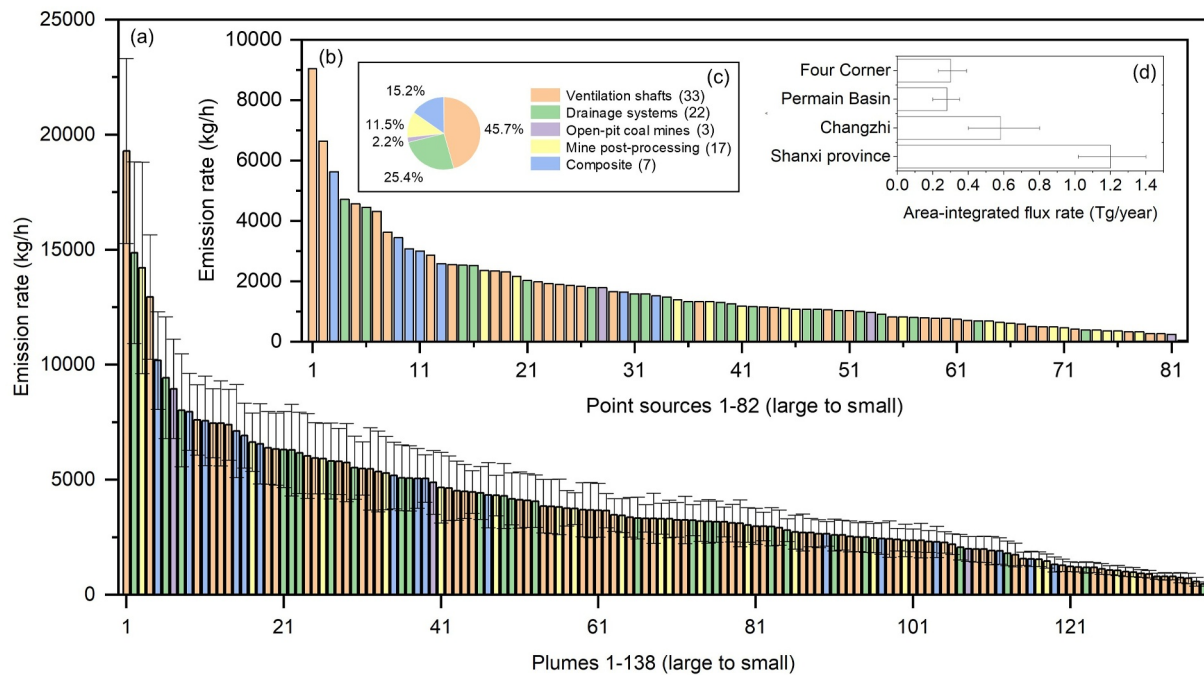 (a)
25000
20000
15000
10000
5000
0
Emission rate (kg/h)
1
21
41
61
81
101
121
Plumes 1-138 (large to small)
(b)
10000
8000
6000
4000
2000
0
Emission rate (kg/h)
1
11
21
31
41
51
61
71
81
Point sources 1-82 (large to small)
(c)
15.2%
11.5%
2.2%
25.4%
45.7%
Ventilation shafts (33)
Drainage systems (22)
Open-pit coal mines (3)
Mine post-processing (17)
Composite (7)
(d)
Four Corner
Permain Basin
Changzhi
Shanxi province
0.0 0.2 0.4 0.6 0.8 1.0 1.2 1.4
Area-integrated flux rate (Tg/year)